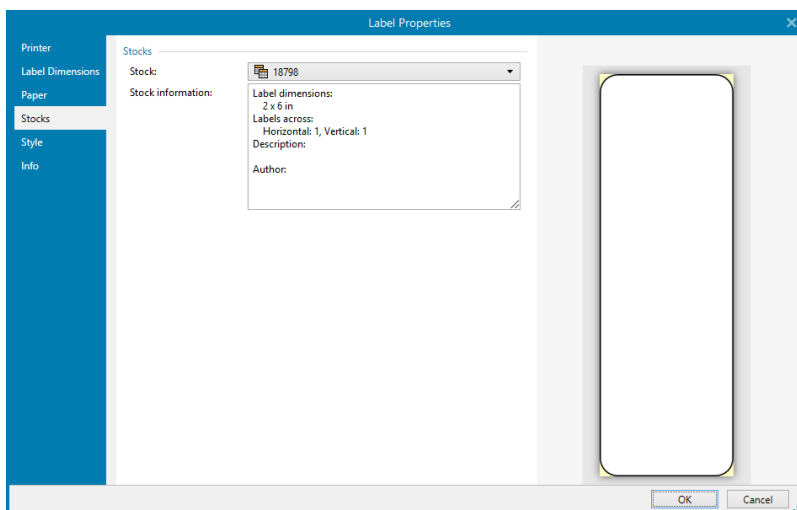 Label Properties
Printer
Label Dimensions
Paper
Stocks
Style
Info
Stocks
Stock: 18798
Stock information:
Label dimensions:
2 x 6 in
Labels across:
Horizontal: 1, Vertical: 1
Description:
Author:
OK Cancel